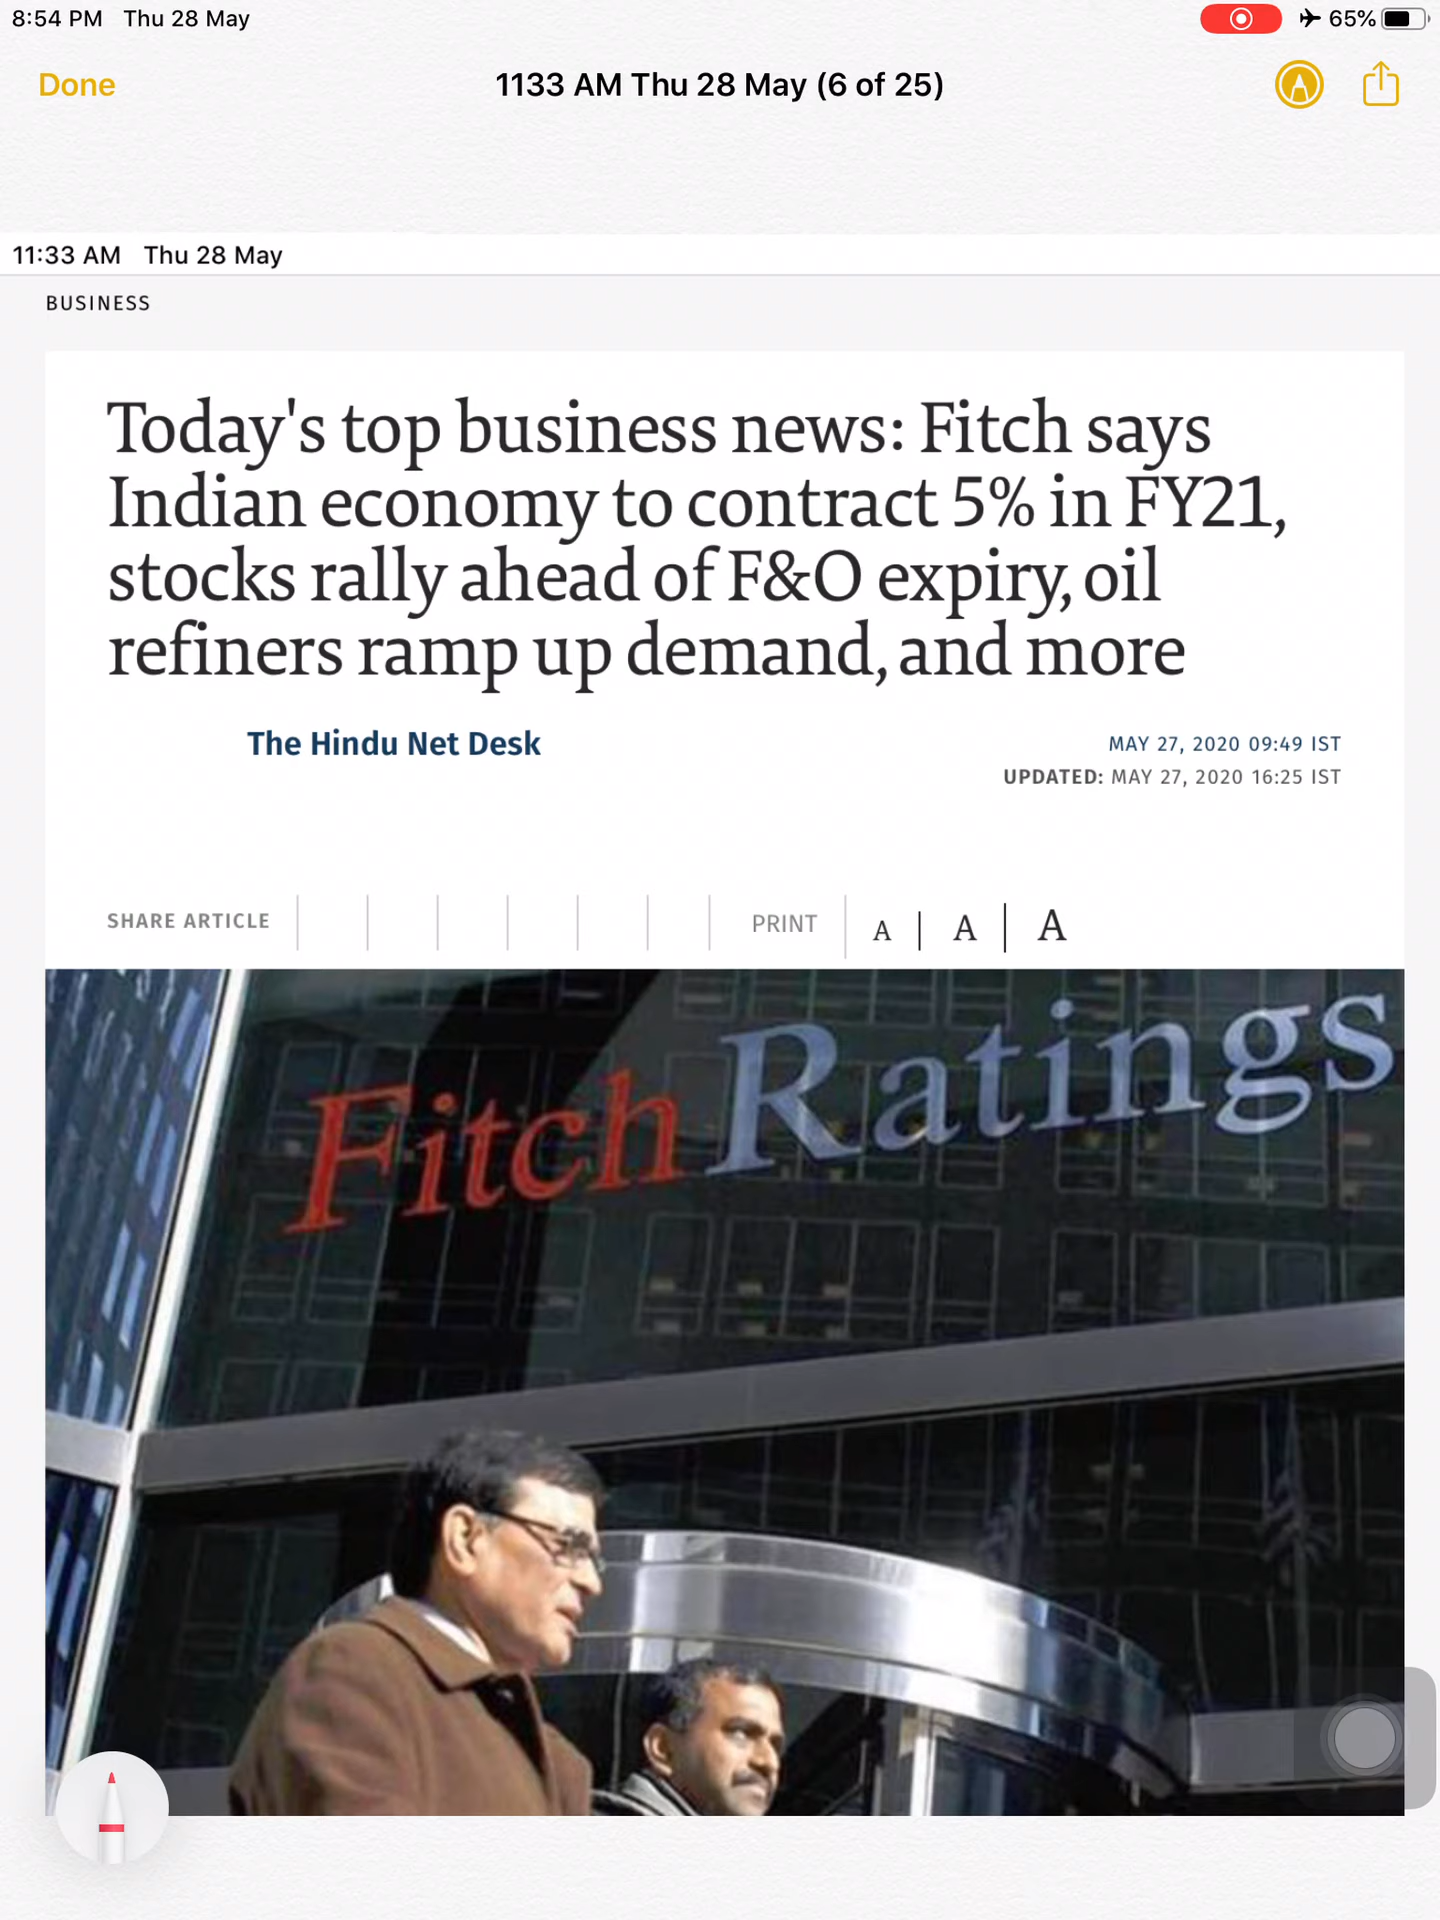 8:54 PM Thu 28 May
65%
Done
1133 AM Thu 28 May (6 of 25)
11:33 AM Thu 28 May
BUSINESS
Today's top business news: Fitch says
Indian economy to contract 5% in FY21,
stocks rally ahead of F&O expiry, oil
refiners ramp up demand, and more
The Hindu Net Desk
MAY 27, 2020 09:49 IST
UPDATED: MAY 27, 2020 16:25 IST
SHARE ARTICLE
PRINT
A | A | A
Fitch Ratings